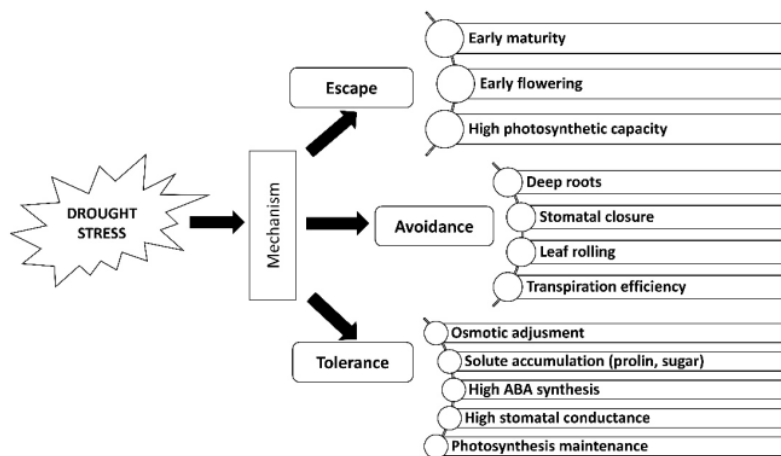 DROUGHT
STRESS
Mechanism
Escape
Early maturity
Early flowering
High photosynthetic capacity
Avoidance
Deep roots
Stomatal closure
Leaf rolling
Transpiration efficiency
Tolerance
Osmotic adjusment
Solute accumulation (prolin, sugar)
High ABA synthesis
High stomatal conductance
Photosynthesis maintenance